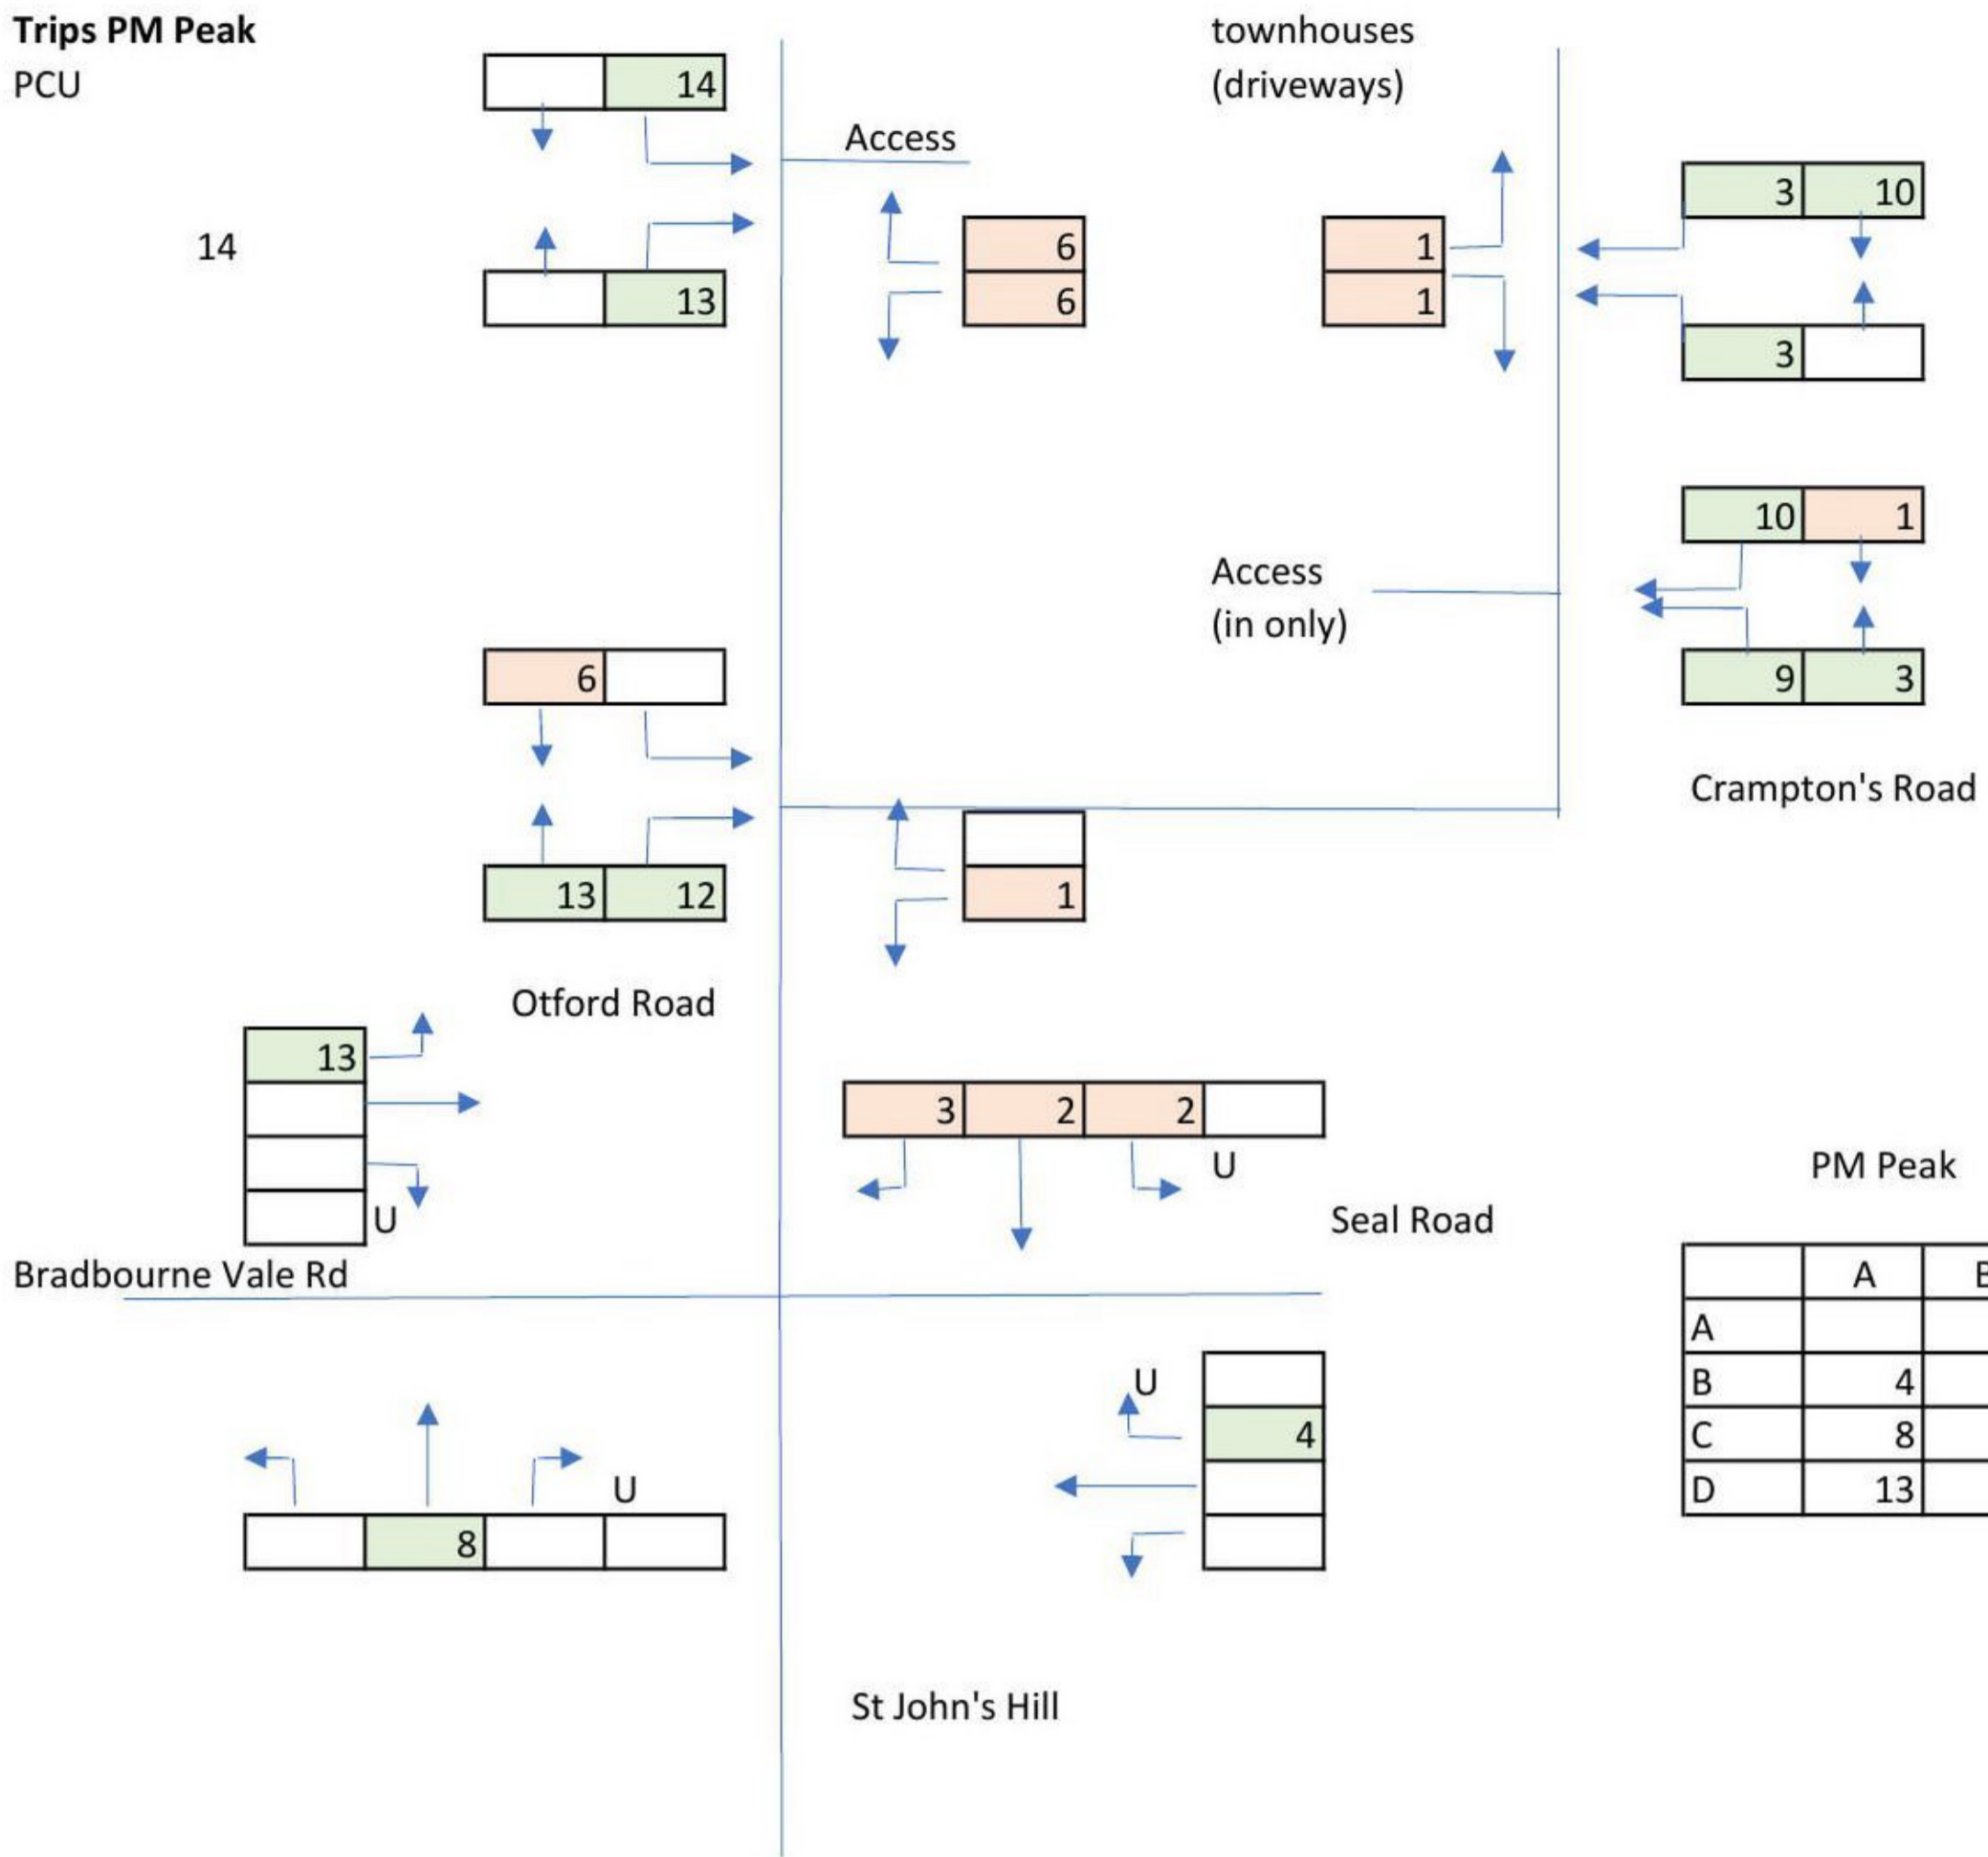 Trips PM Peak
PCU
14
townhouses
(driveways)
Access
3 10
14
6
1
13
6
1
3
10 1
Access
(in only)
6
9 3
Crampton's Road
13 12
1
Otford Road
13
3 2 2
U
PM Peak
U
Seal Road
Bradbourne Vale Rd
A B
A
U
B 4
4
C 8
U
D 13
8
St John's Hill